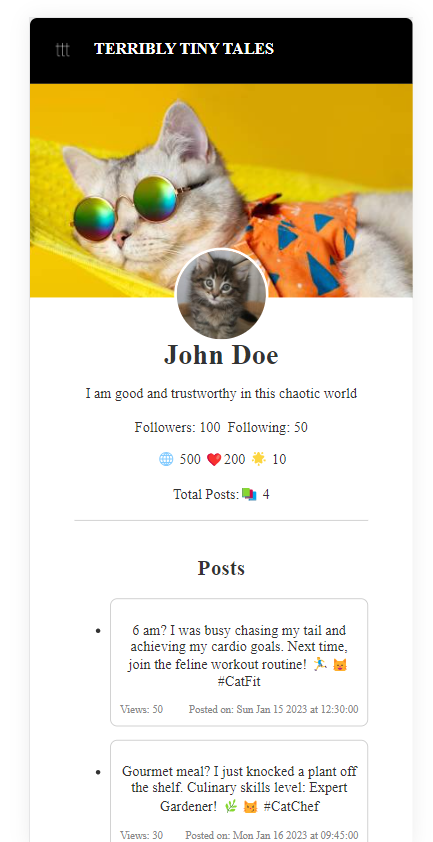 ttt TERRIBLY TINY TALES
John Doe
I am good and trustworthy in this chaotic world
Followers: 100 Following: 50
🌐 500 ❤️200 🌟 10
Total Posts: 4
Posts
6 am? I was busy chasing my tail and
achieving my cardio goals. Next time,
join the feline workout routine! 🏃‍♂️ 😺
#CatFit
Views: 50 Posted on: Sun Jan 15 2023 at 12:30:00
Gourmet meal? I just knocked a plant off
the shelf. Culinary skills level: Expert
Gardener! 🌿 😺 #CatChef
Views: 30 Posted on: Mon Jan 16 2023 at 09:45:00